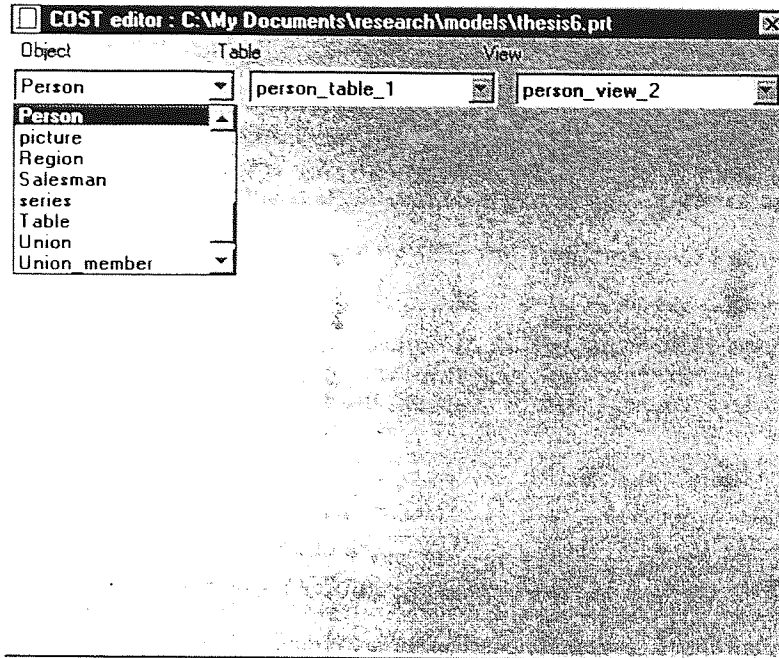 COST editor : C:\My Documents\research\models\thesis6.prt
Object Table View
Person person_table_1 person_view_2
Person
picture
Region
Salesman
series
Table
Union
Union_member